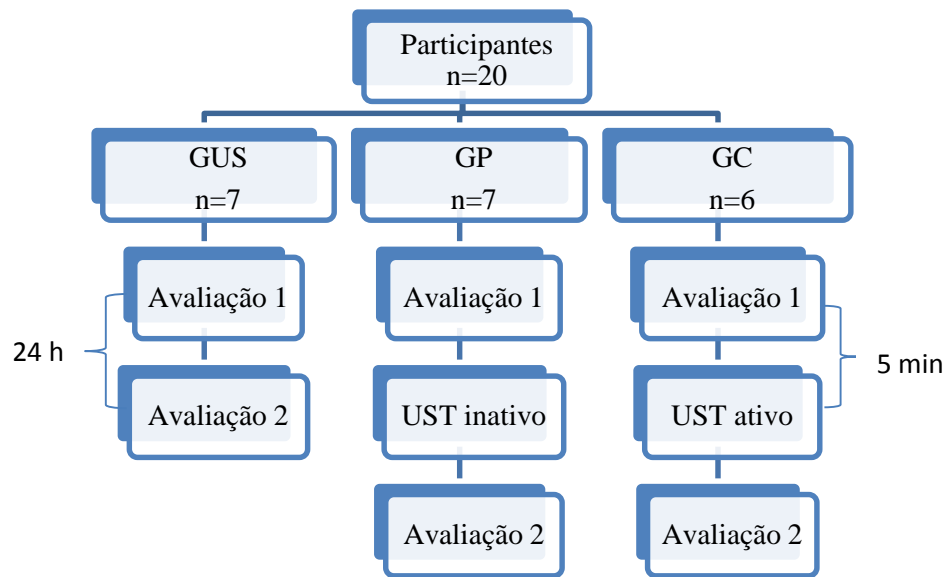 Participantes
n=20
GUS
n=7
GP
n=7
GC
n=6
Avaliação 1
Avaliação 1
Avaliação 1
24 h
5 min
Avaliação 2
UST inativo
UST ativo
Avaliação 2
Avaliação 2